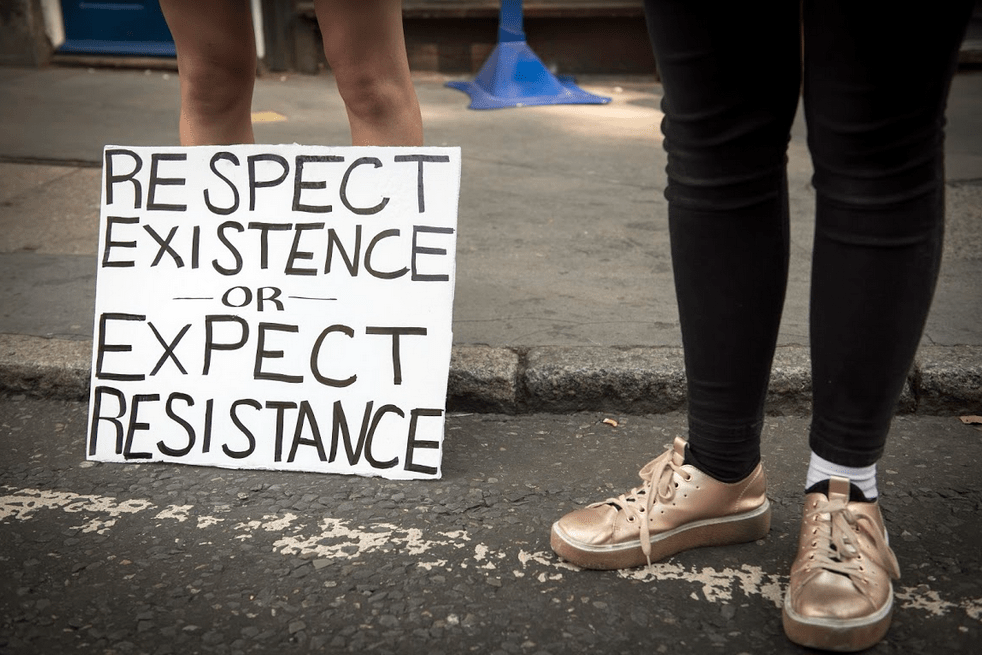 RESPECT
EXISTENCE
— OR —
EXPECT
RESISTANCE